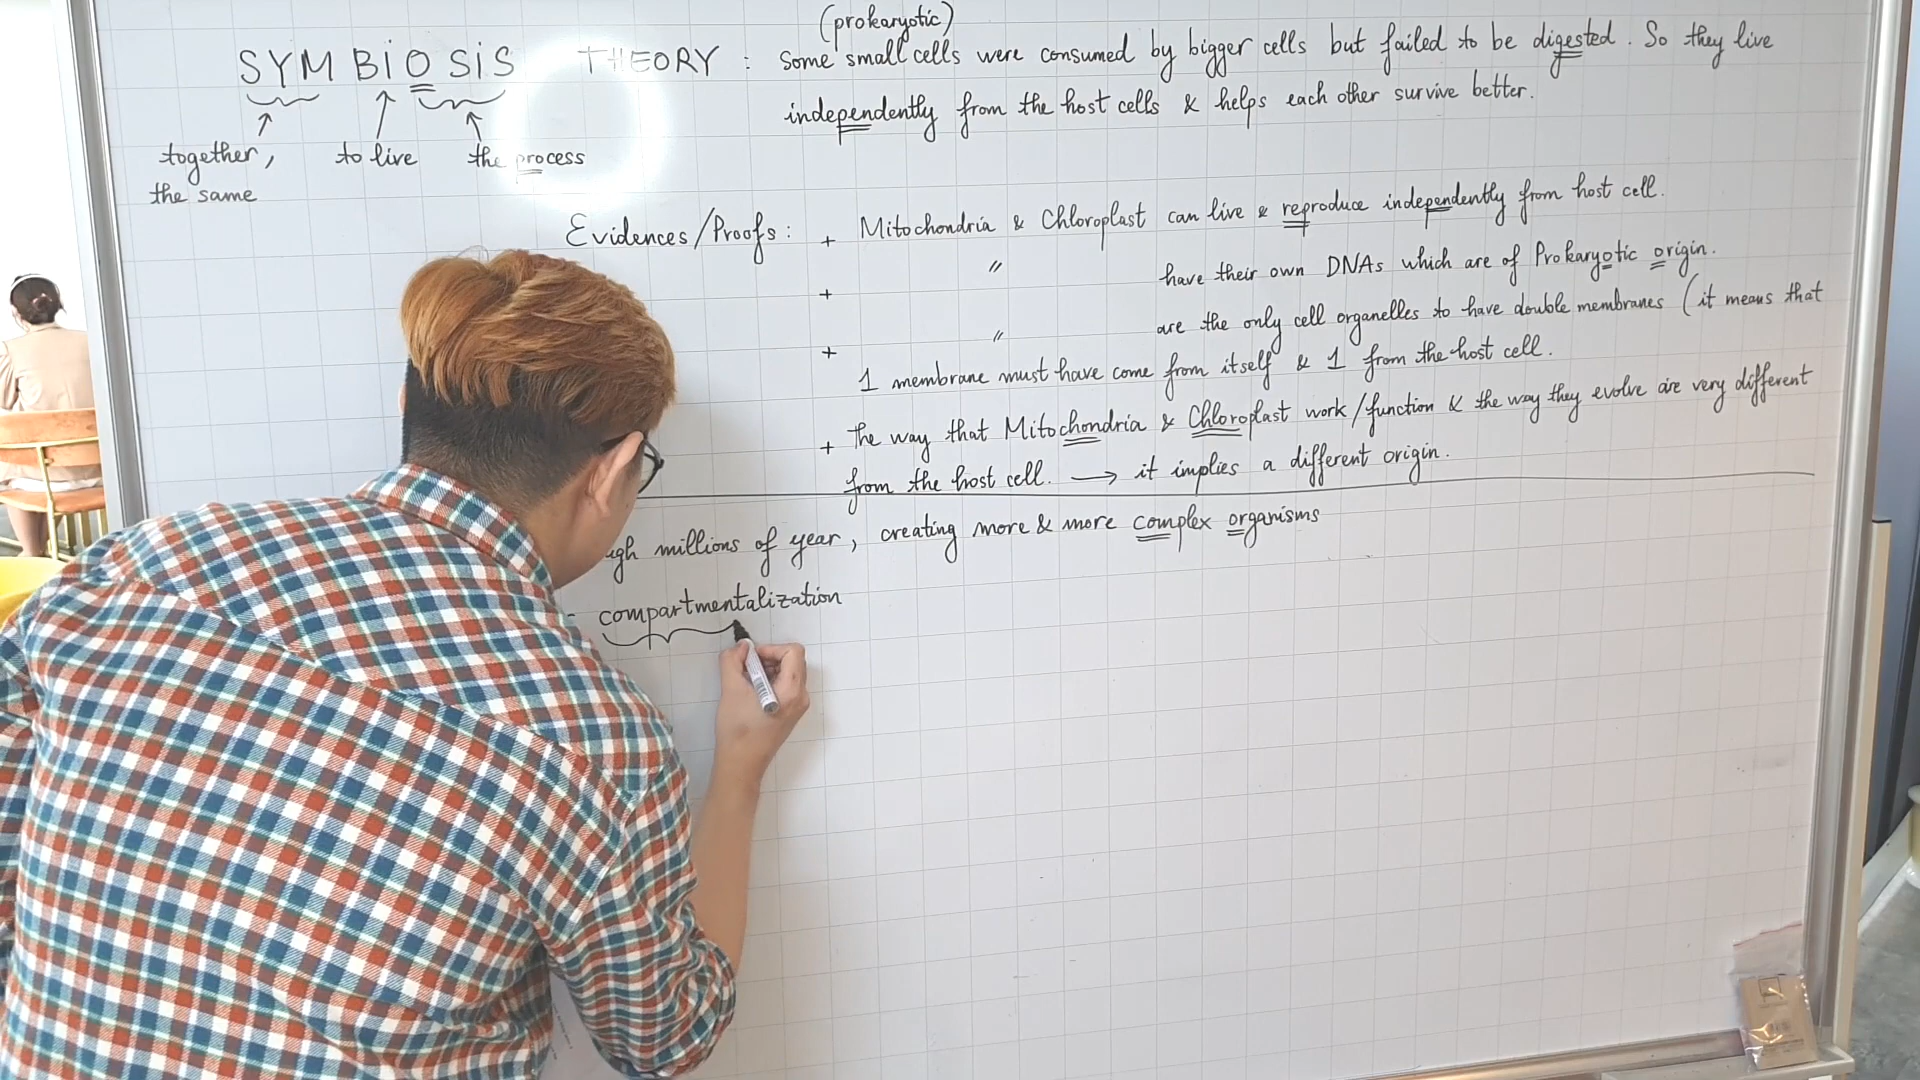 (prokaryotic)
SYMBiOSiS THEORY : Some small cells were consumed by bigger cells but failed to be digested. So they live
independently from the host cells & helps each other survive better.
together, to live the process
the same
Evidences/Proofs: + Mitochondria & Chloroplast can live & reproduce independently from host cell.
+ " have their own DNAs which are of Prokaryotic origin.
+ " are the only cell organelles to have double membranes (it means that
1 membrane must have come from itself & 1 from the host cell.
+ the way that Mitochondria & Chloroplast work/function & the way they evolve are very different
from the host cell. → it implies a different origin.
ugh millions of year, creating more & more complex organisms
- compartmentalization